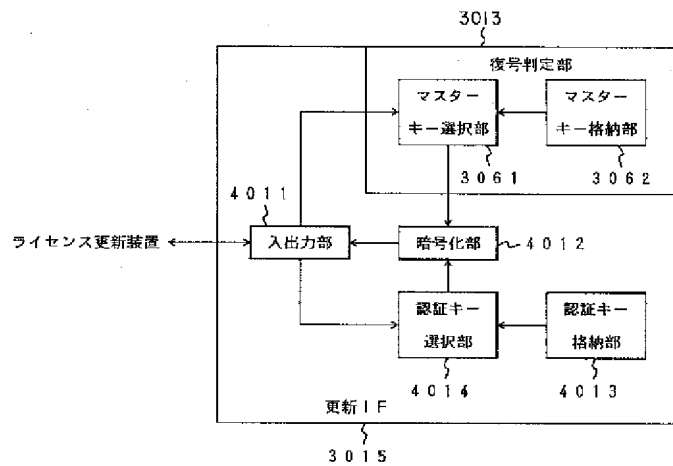 3013
復号判定部
マスター
キー選択部
マスター
キー格納部
3061
3062
4011
ライセンス更新装置
入出力部
暗号化部
4012
認証キー
選択部
認証キー
格納部
4014
4013
更新IF
3015